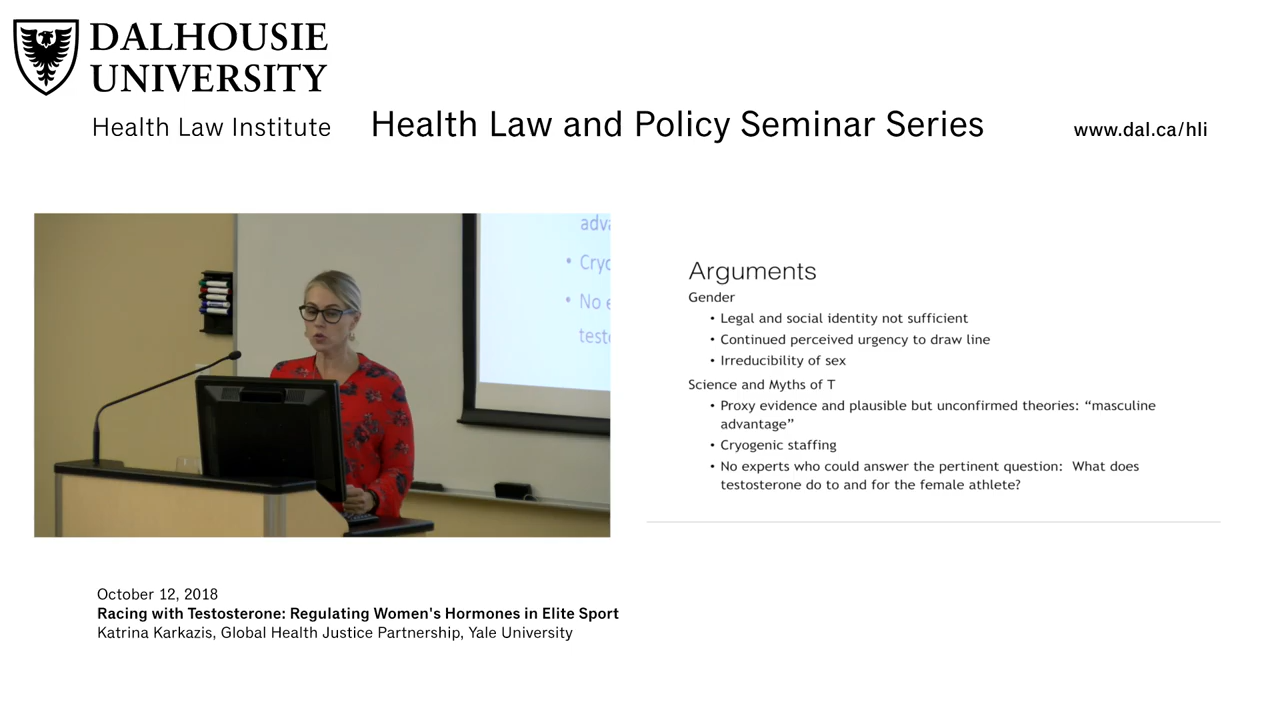 DALHOUSIE
UNIVERSITY
Health Law Institute
Health Law and Policy Seminar Series
www.dal.ca/hli
Arguments
Gender
• Legal and social identity not sufficient
• Continued perceived urgency to draw line
• Irreducibility of sex
Science and Myths of T
• Proxy evidence and plausible but unconfirmed theories: “masculine
advantage”
• Cryogenic staffing
• No experts who could answer the pertinent question: What does
testosterone do to and for the female athlete?
adva
• Cryo
• No e
testo
October 12, 2018
Racing with Testosterone: Regulating Women's Hormones in Elite Sport
Katrina Karkazis, Global Health Justice Partnership, Yale University